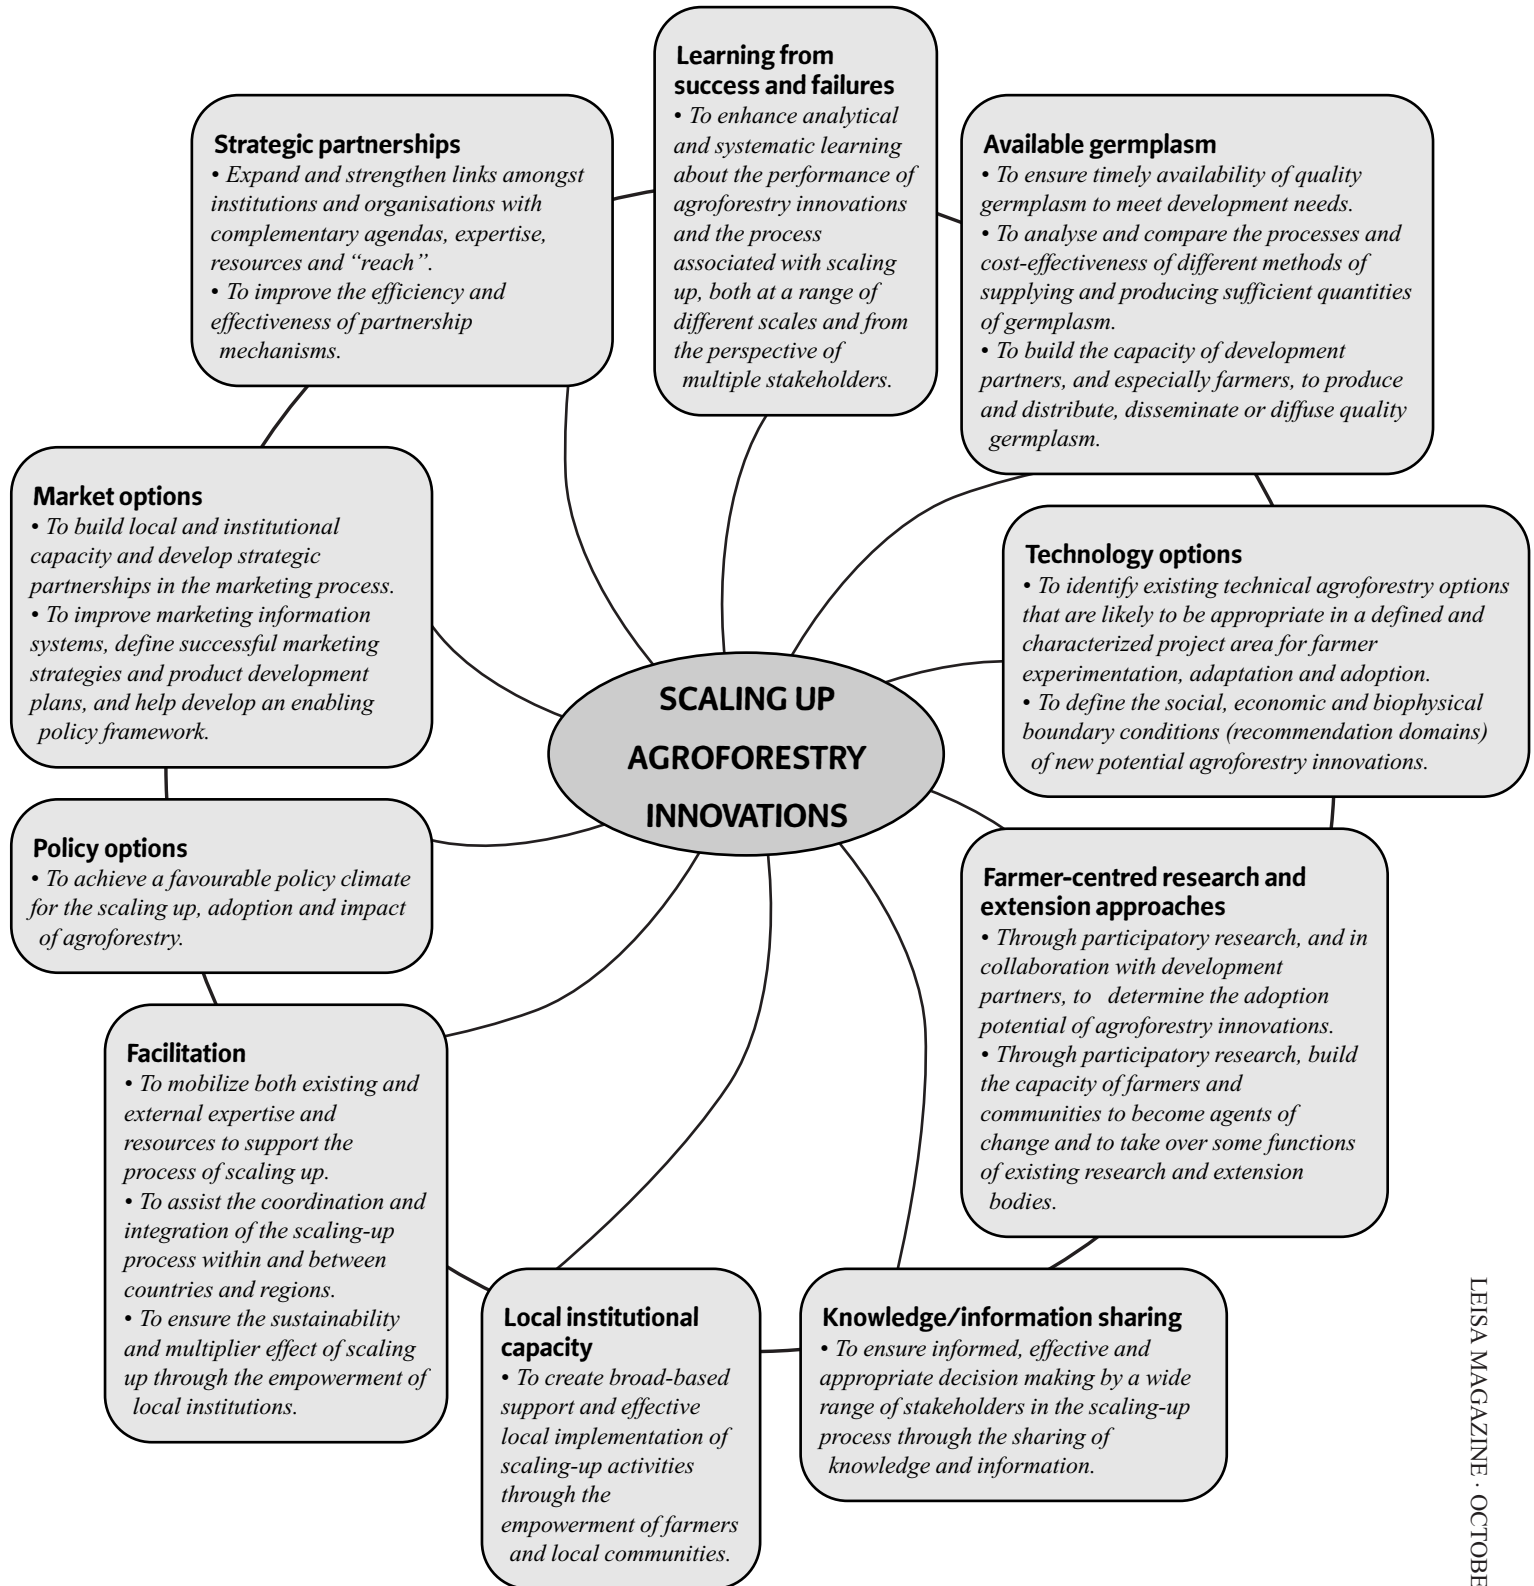 Learning from
success and failures
• To enhance analytical
and systematic learning
about the performance of
agroforestry innovations
and the process
associated with scaling
up, both at a range of
different scales and from
the perspective of
multiple stakeholders.
Strategic partnerships
• Expand and strengthen links amongst
institutions and organisations with
complementary agendas, expertise,
resources and “reach”.
• To improve the efficiency and
effectiveness of partnership
mechanisms.
Available germplasm
• To ensure timely availability of quality
germplasm to meet development needs.
• To analyse and compare the processes and
cost-effectiveness of different methods of
supplying and producing sufficient quantities
of germplasm.
• To build the capacity of development
partners, and especially farmers, to produce
and distribute, disseminate or diffuse quality
germplasm.
Market options
• To build local and institutional
capacity and develop strategic
partnerships in the marketing process.
• To improve marketing information
systems, define successful marketing
strategies and product development
plans, and help develop an enabling
policy framework.
Technology options
• To identify existing technical agroforestry options
that are likely to be appropriate in a defined and
characterized project area for farmer
experimentation, adaptation and adoption.
• To define the social, economic and biophysical
boundary conditions (recommendation domains)
of new potential agroforestry innovations.
SCALING UP
AGROFORESTRY
INNOVATIONS
Policy options
• To achieve a favourable policy climate
for the scaling up, adoption and impact
of agroforestry.
Farmer-centred research and
extension approaches
• Through participatory research, and in
collaboration with development
partners, to determine the adoption
potential of agroforestry innovations.
• Through participatory research, build
the capacity of farmers and
communities to become agents of
change and to take over some functions
of existing research and extension
bodies.
Facilitation
• To mobilize both existing and
external expertise and
resources to support the
process of scaling up.
• To assist the coordination and
integration of the scaling-up
process within and between
countries and regions.
• To ensure the sustainability
and multiplier effect of scaling
up through the empowerment of
local institutions.
Local institutional
capacity
• To create broad-based
support and effective
local implementation of
scaling-up activities
through the
empowerment of farmers
and local communities.
Knowledge/information sharing
• To ensure informed, effective and
appropriate decision making by a wide
range of stakeholders in the scaling-up
process through the sharing of
knowledge and information.
LEISA MAGAZINE · OCTOBE